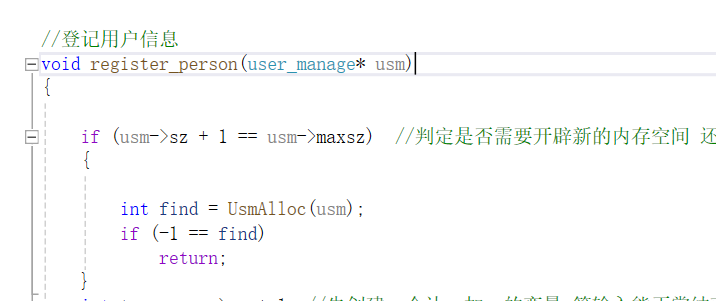 //登记用户信息
void register_person(user_manage* usm)
{
if (usm->sz + 1 == usm->maxsz) //判定是否需要开辟新的内存空间 还
{
int find = UsmAlloc(usm);
if (-1 == find)
return;
}